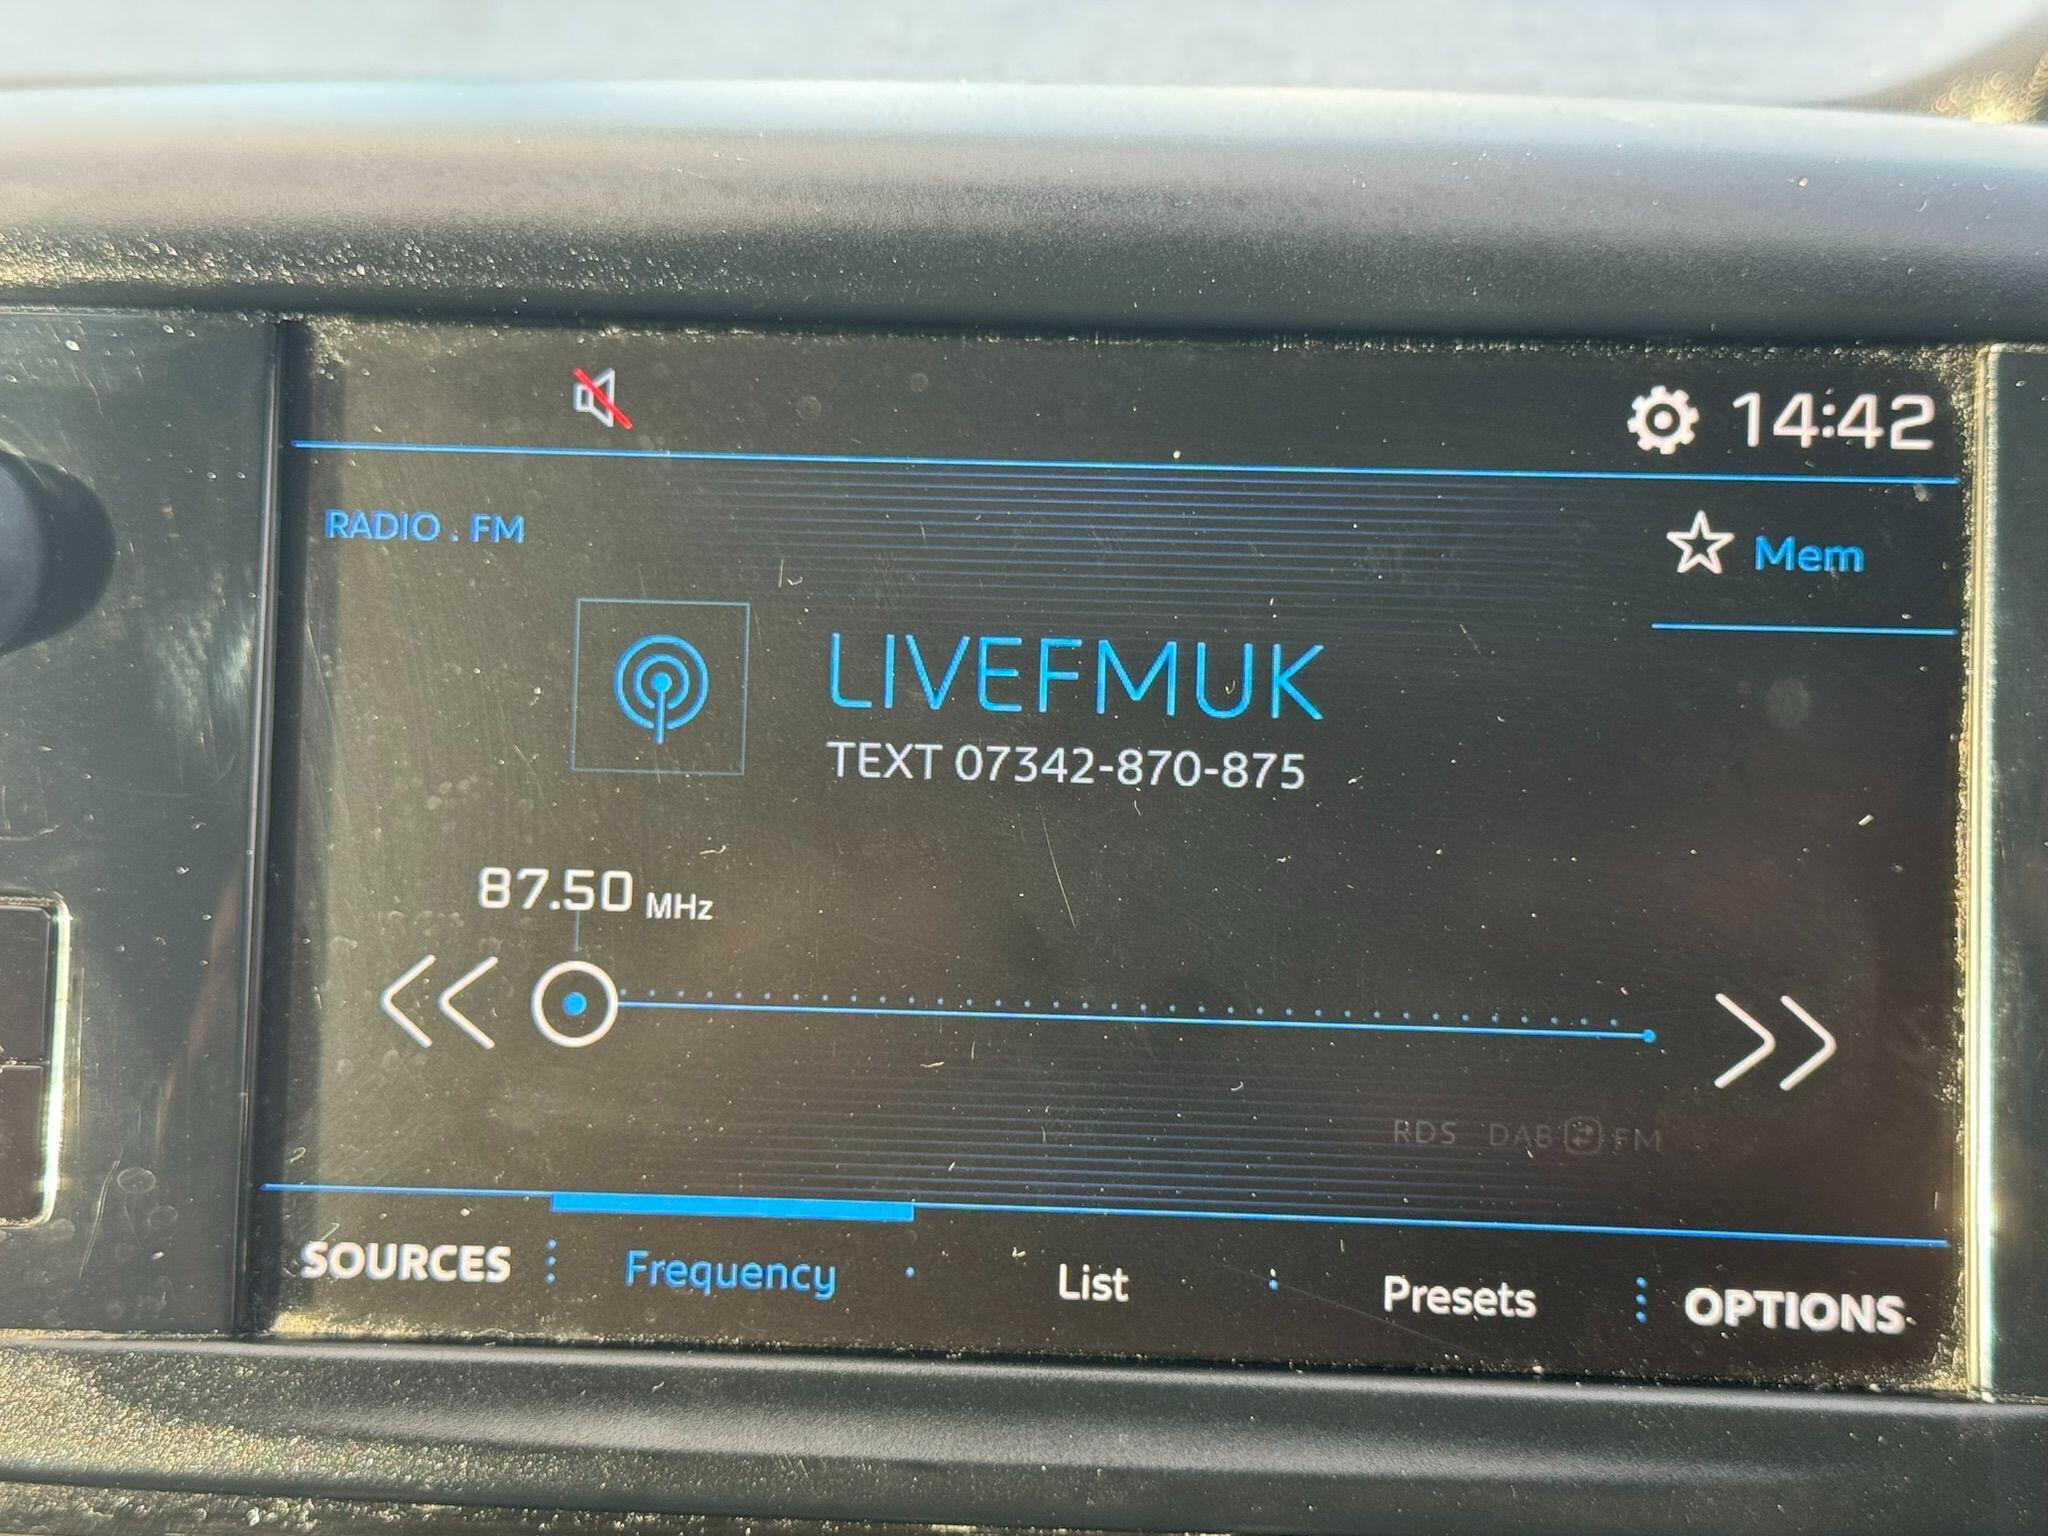 14:42
RADIO . FM
Mem
LIVEFMUK
TEXT 07342-870-875
87.50 MHz
RDS DAB FM
SOURCES Frequency List Presets OPTIONS